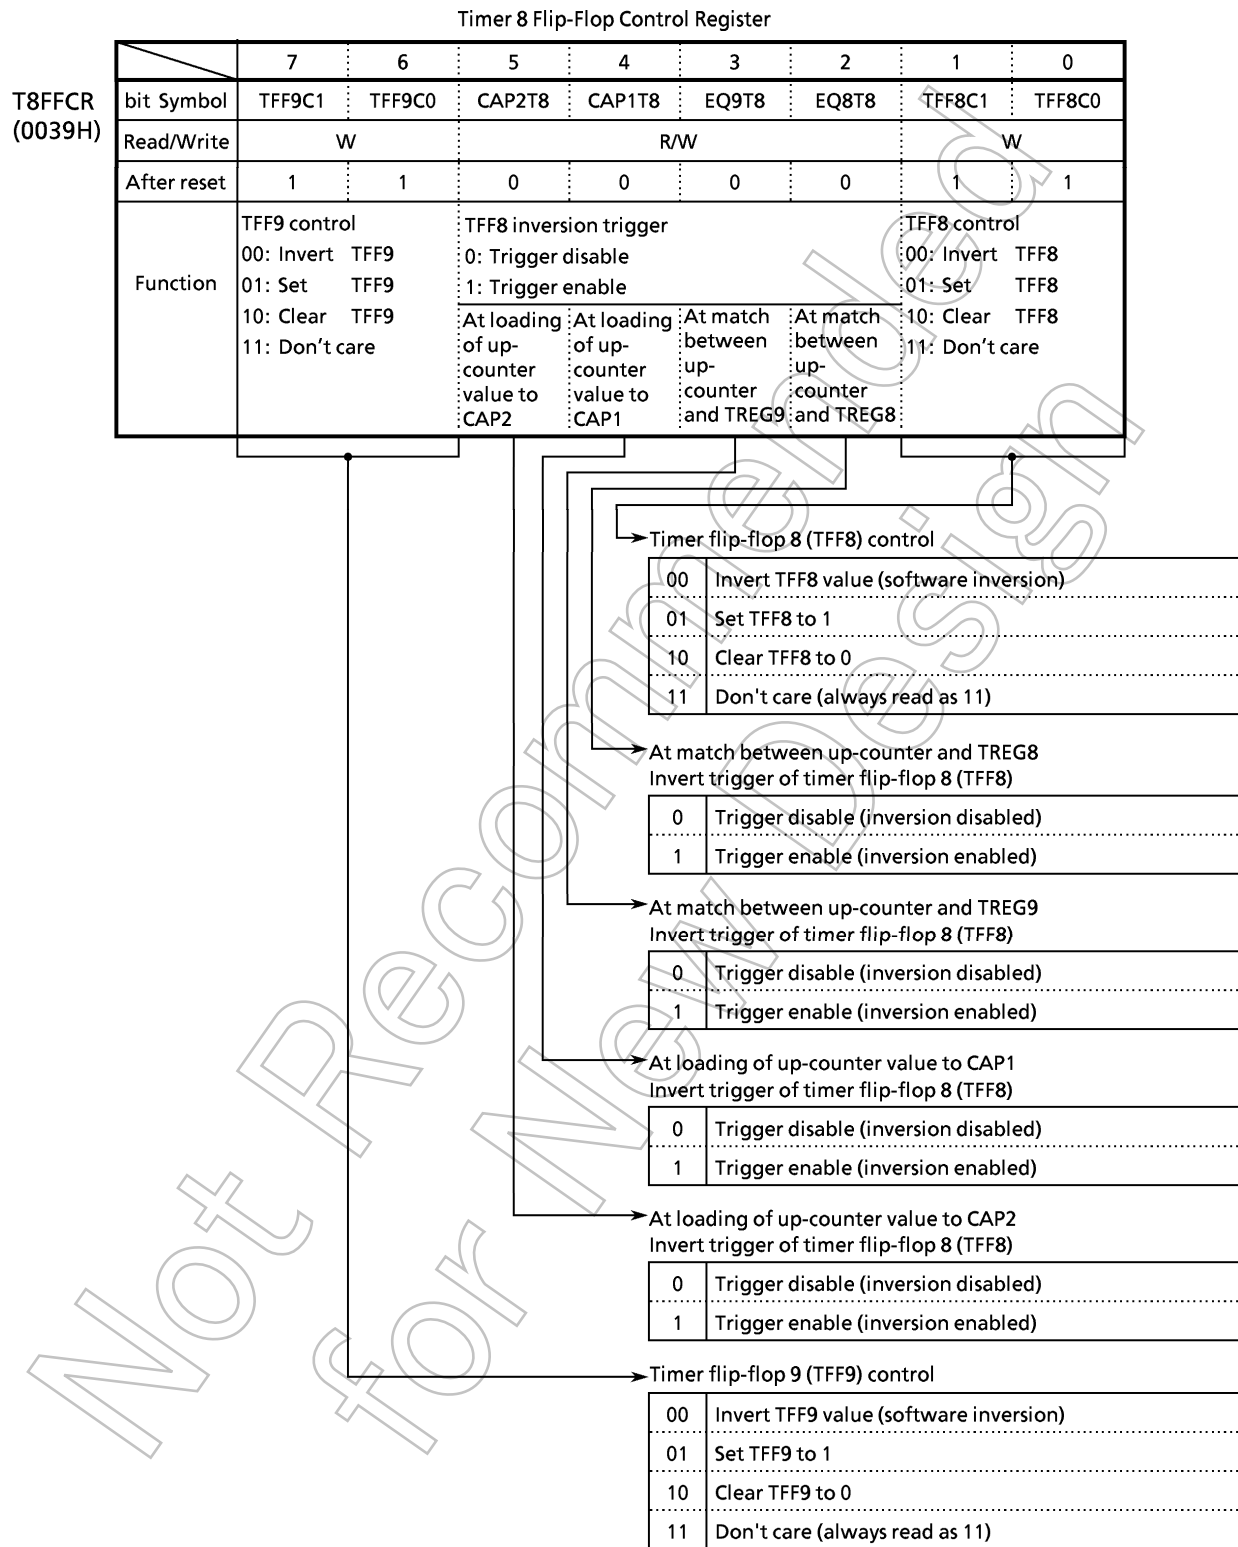 Timer 8 Flip-Flop Control Register
7 6 5 4 3 2 1 0
T8FFCR
(0039H)
bit Symbol TFF9C1 TFF9C0 CAP2T8 CAP1T8 EQ9T8 EQ8T8 TFF8C1 TFF8C0
Read/Write W R/W W
After reset 1 1 0 0 0 0 1 1
Function
TFF9 control
00: Invert TFF9
01: Set TFF9
10: Clear TFF9
11: Don't care
TFF8 inversion trigger
0: Trigger disable
1: Trigger enable
At loading
of up-
counter
value to
CAP2
At loading
of up-
counter
value to
CAP1
At match
between
up-
counter
and TREG9
At match
between
up-
counter
and TREG8
TFF8 control
00: Invert TFF8
01: Set TFF8
10: Clear TFF8
11: Don't care
Timer flip-flop 8 (TFF8) control
00 Invert TFF8 value (software inversion)
01 Set TFF8 to 1
10 Clear TFF8 to 0
11 Don't care (always read as 11)
At match between up-counter and TREG8
Invert trigger of timer flip-flop 8 (TFF8)
0 Trigger disable (inversion disabled)
1 Trigger enable (inversion enabled)
At match between up-counter and TREG9
Invert trigger of timer flip-flop 8 (TFF8)
0 Trigger disable (inversion disabled)
1 Trigger enable (inversion enabled)
At loading of up-counter value to CAP1
Invert trigger of timer flip-flop 8 (TFF8)
0 Trigger disable (inversion disabled)
1 Trigger enable (inversion enabled)
At loading of up-counter value to CAP2
Invert trigger of timer flip-flop 8 (TFF8)
0 Trigger disable (inversion disabled)
1 Trigger enable (inversion enabled)
Timer flip-flop 9 (TFF9) control
00 Invert TFF9 value (software inversion)
01 Set TFF9 to 1
10 Clear TFF9 to 0
11 Don't care (always read as 11)
Not Recommended
for New Design